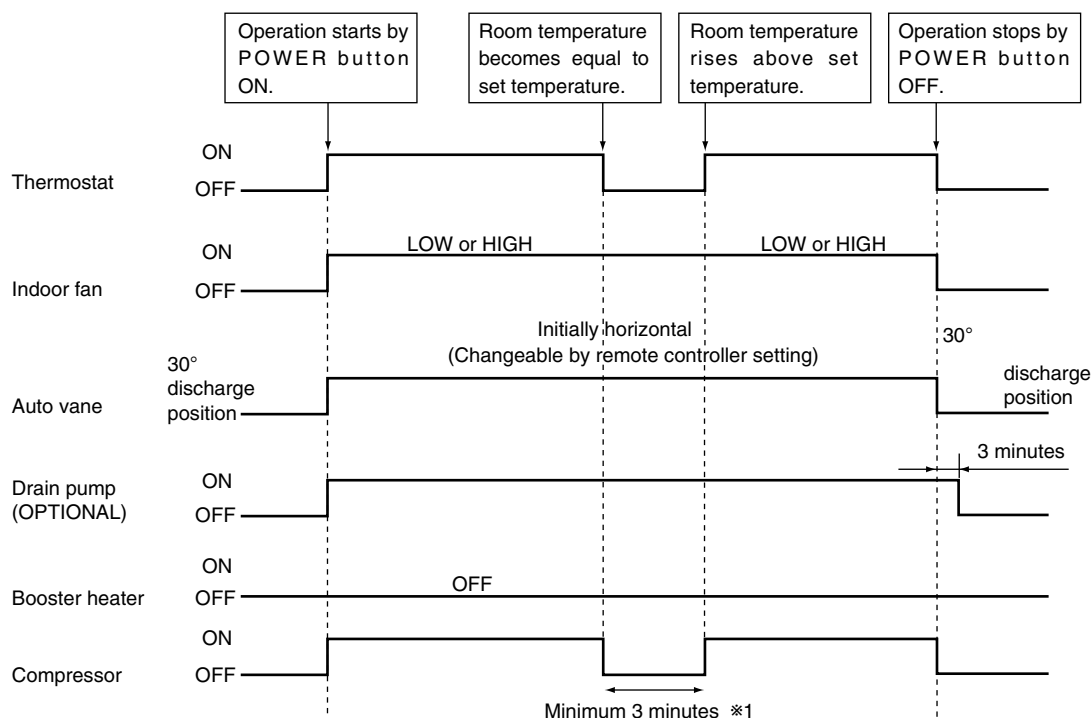 Operation starts by
POWER button
ON.
Room temperature
becomes equal to
set temperature.
Room temperature
rises above set
temperature.
Operation stops by
POWER button
OFF.
ON
Thermostat
OFF
ON
LOW or HIGH
LOW or HIGH
Indoor fan
OFF
Initially horizontal
(Changeable by remote controller setting)
30°
30°
discharge
position
discharge
position
Auto vane
3 minutes
ON
Drain pump
(OPTIONAL)
OFF
ON
OFF
Booster heater
OFF
ON
Compressor
OFF
Minimum 3 minutes ※1